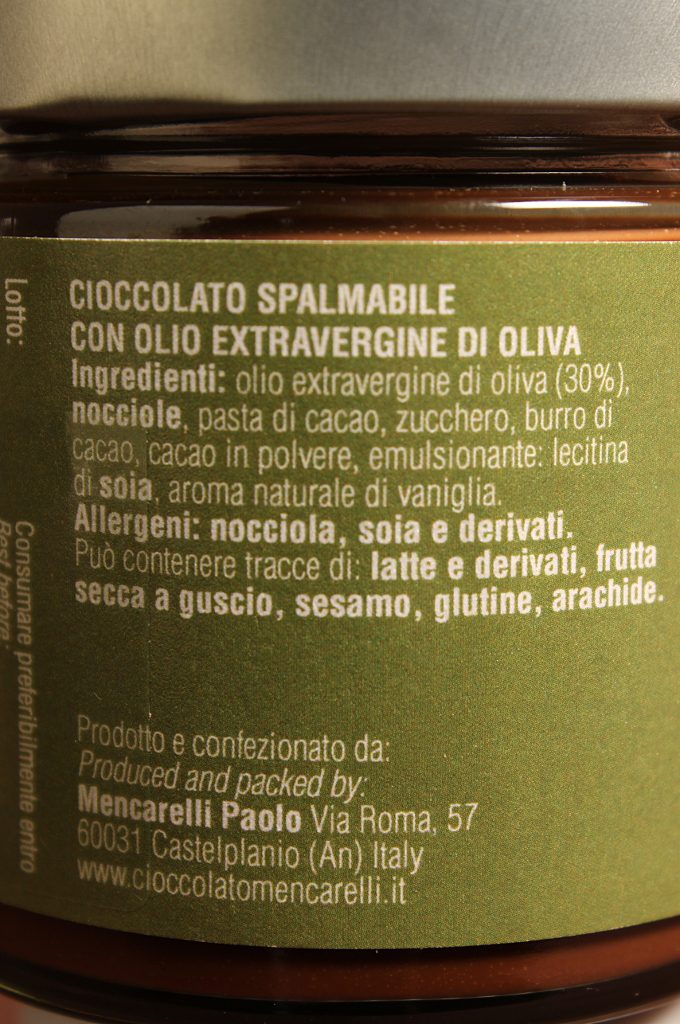 CIOCCOLATO SPALMABILE
CON OLIO EXTRAVERGINE DI OLIVA
Ingredienti: olio extravergine di oliva (30%),
nocciole, pasta di cacao, zucchero, burro di
cacao, cacao in polvere, emulsionante: lecitina
di soia, aroma naturale di vaniglia.
Allergeni: nocciola, soia e derivati.
Può contenere tracce di: latte e derivati, frutta
secca a guscio, sesamo, glutine, arachide.
Prodotto e confezionato da:
Produced and packed by:
Mencarelli Paolo Via Roma, 57
60031 Castelplanio (An) Italy
www.cioccolatomencarelli.it
Lotto:
Consumare preferibilmente entro
Best before: